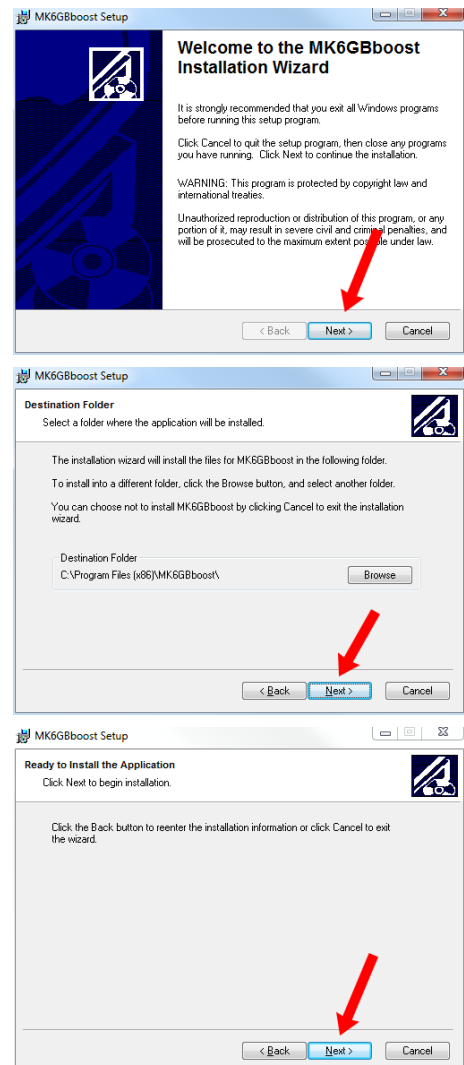 MK6GBboost Setup
Welcome to the MK6GBboost
Installation Wizard
It is strongly recommended that you exit all Windows programs
before running this setup program.
Click Cancel to quit the setup program, then close any programs
you have running. Click Next to continue the installation.
WARNING: This program is protected by copyright law and
international treaties.
Unauthorized reproduction or distribution of this program, or any
portion of it, may result in severe civil and criminal penalties, and
will be prosecuted to the maximum extent possible under law.
< Back Next > Cancel
MK6GBboost Setup
Destination Folder
Select a folder where the application will be installed.
The installation wizard will install the files for MK6GBboost in the following folder.
To install into a different folder, click the Browse button, and select another folder.
You can choose not to install MK6GBboost by clicking Cancel to exit the installation
wizard.
Destination Folder
C:\Program Files (x86)\MK6GBboost\ Browse
< Back Next > Cancel
MK6GBboost Setup
Ready to Install the Application
Click Next to begin installation.
Click the Back button to reenter the installation information or click Cancel to exit
the wizard.
< Back Next > Cancel